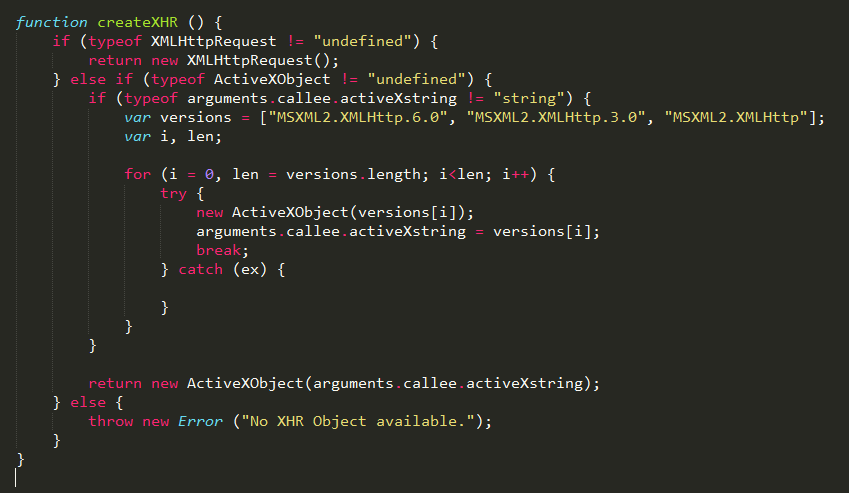 function createXHR () {
    if (typeof XMLHttpRequest != "undefined") {
        return new XMLHttpRequest();
    } else if (typeof ActiveXObject != "undefined") {
        if (typeof arguments.callee.activeXstring != "string") {
            var versions = ["MSXML2.XMLHttp.6.0", "MSXML2.XMLHttp.3.0", "MSXML2.XMLHttp"];
            var i, len;

            for (i = 0, len = versions.length; i<len; i++) {
                try {
                    new ActiveXObject(versions[i]);
                    arguments.callee.activeXstring = versions[i];
                    break;
                } catch (ex) {

                }
            }
        }

        return new ActiveXObject(arguments.callee.activeXstring);
    } else {
        throw new Error ("No XHR Object available.");
    }
}